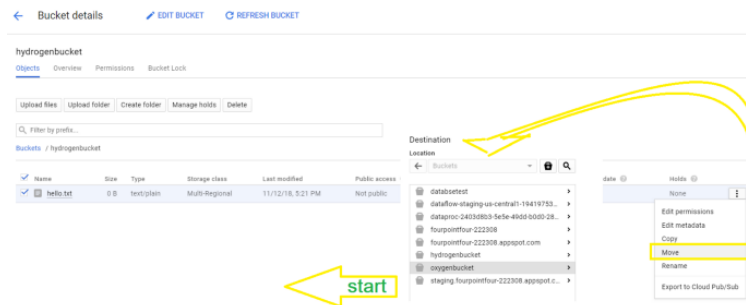 Bucket details EDIT BUCKET REFRESH BUCKET
hydrogenbucket
Objects Overview Permissions Bucket Lock
Upload files Upload folder Create folder Manage holds Delete
Filter by prefix...
Buckets / hydrogenbucket
Name Size Type Storage class Last modified Public access date Holds
hello.txt 0 B text/plain Multi-Regional 11/12/18, 5:21 PM Not public None
Destination
Location
Buckets
databsetest
dataflow-staging-us-central1-19419753...
dataproc-2403d8b3-5e5e-49dd-b0d0-28...
fourpointfour-222308
fourpointfour-222308.appspot.com
hydrogenbucket
oxygenbucket
staging.fourpointfour-222308.appspot.c...
Edit permissions
Edit metadata
Copy
Move
Rename
Export to Cloud Pub/Sub
start